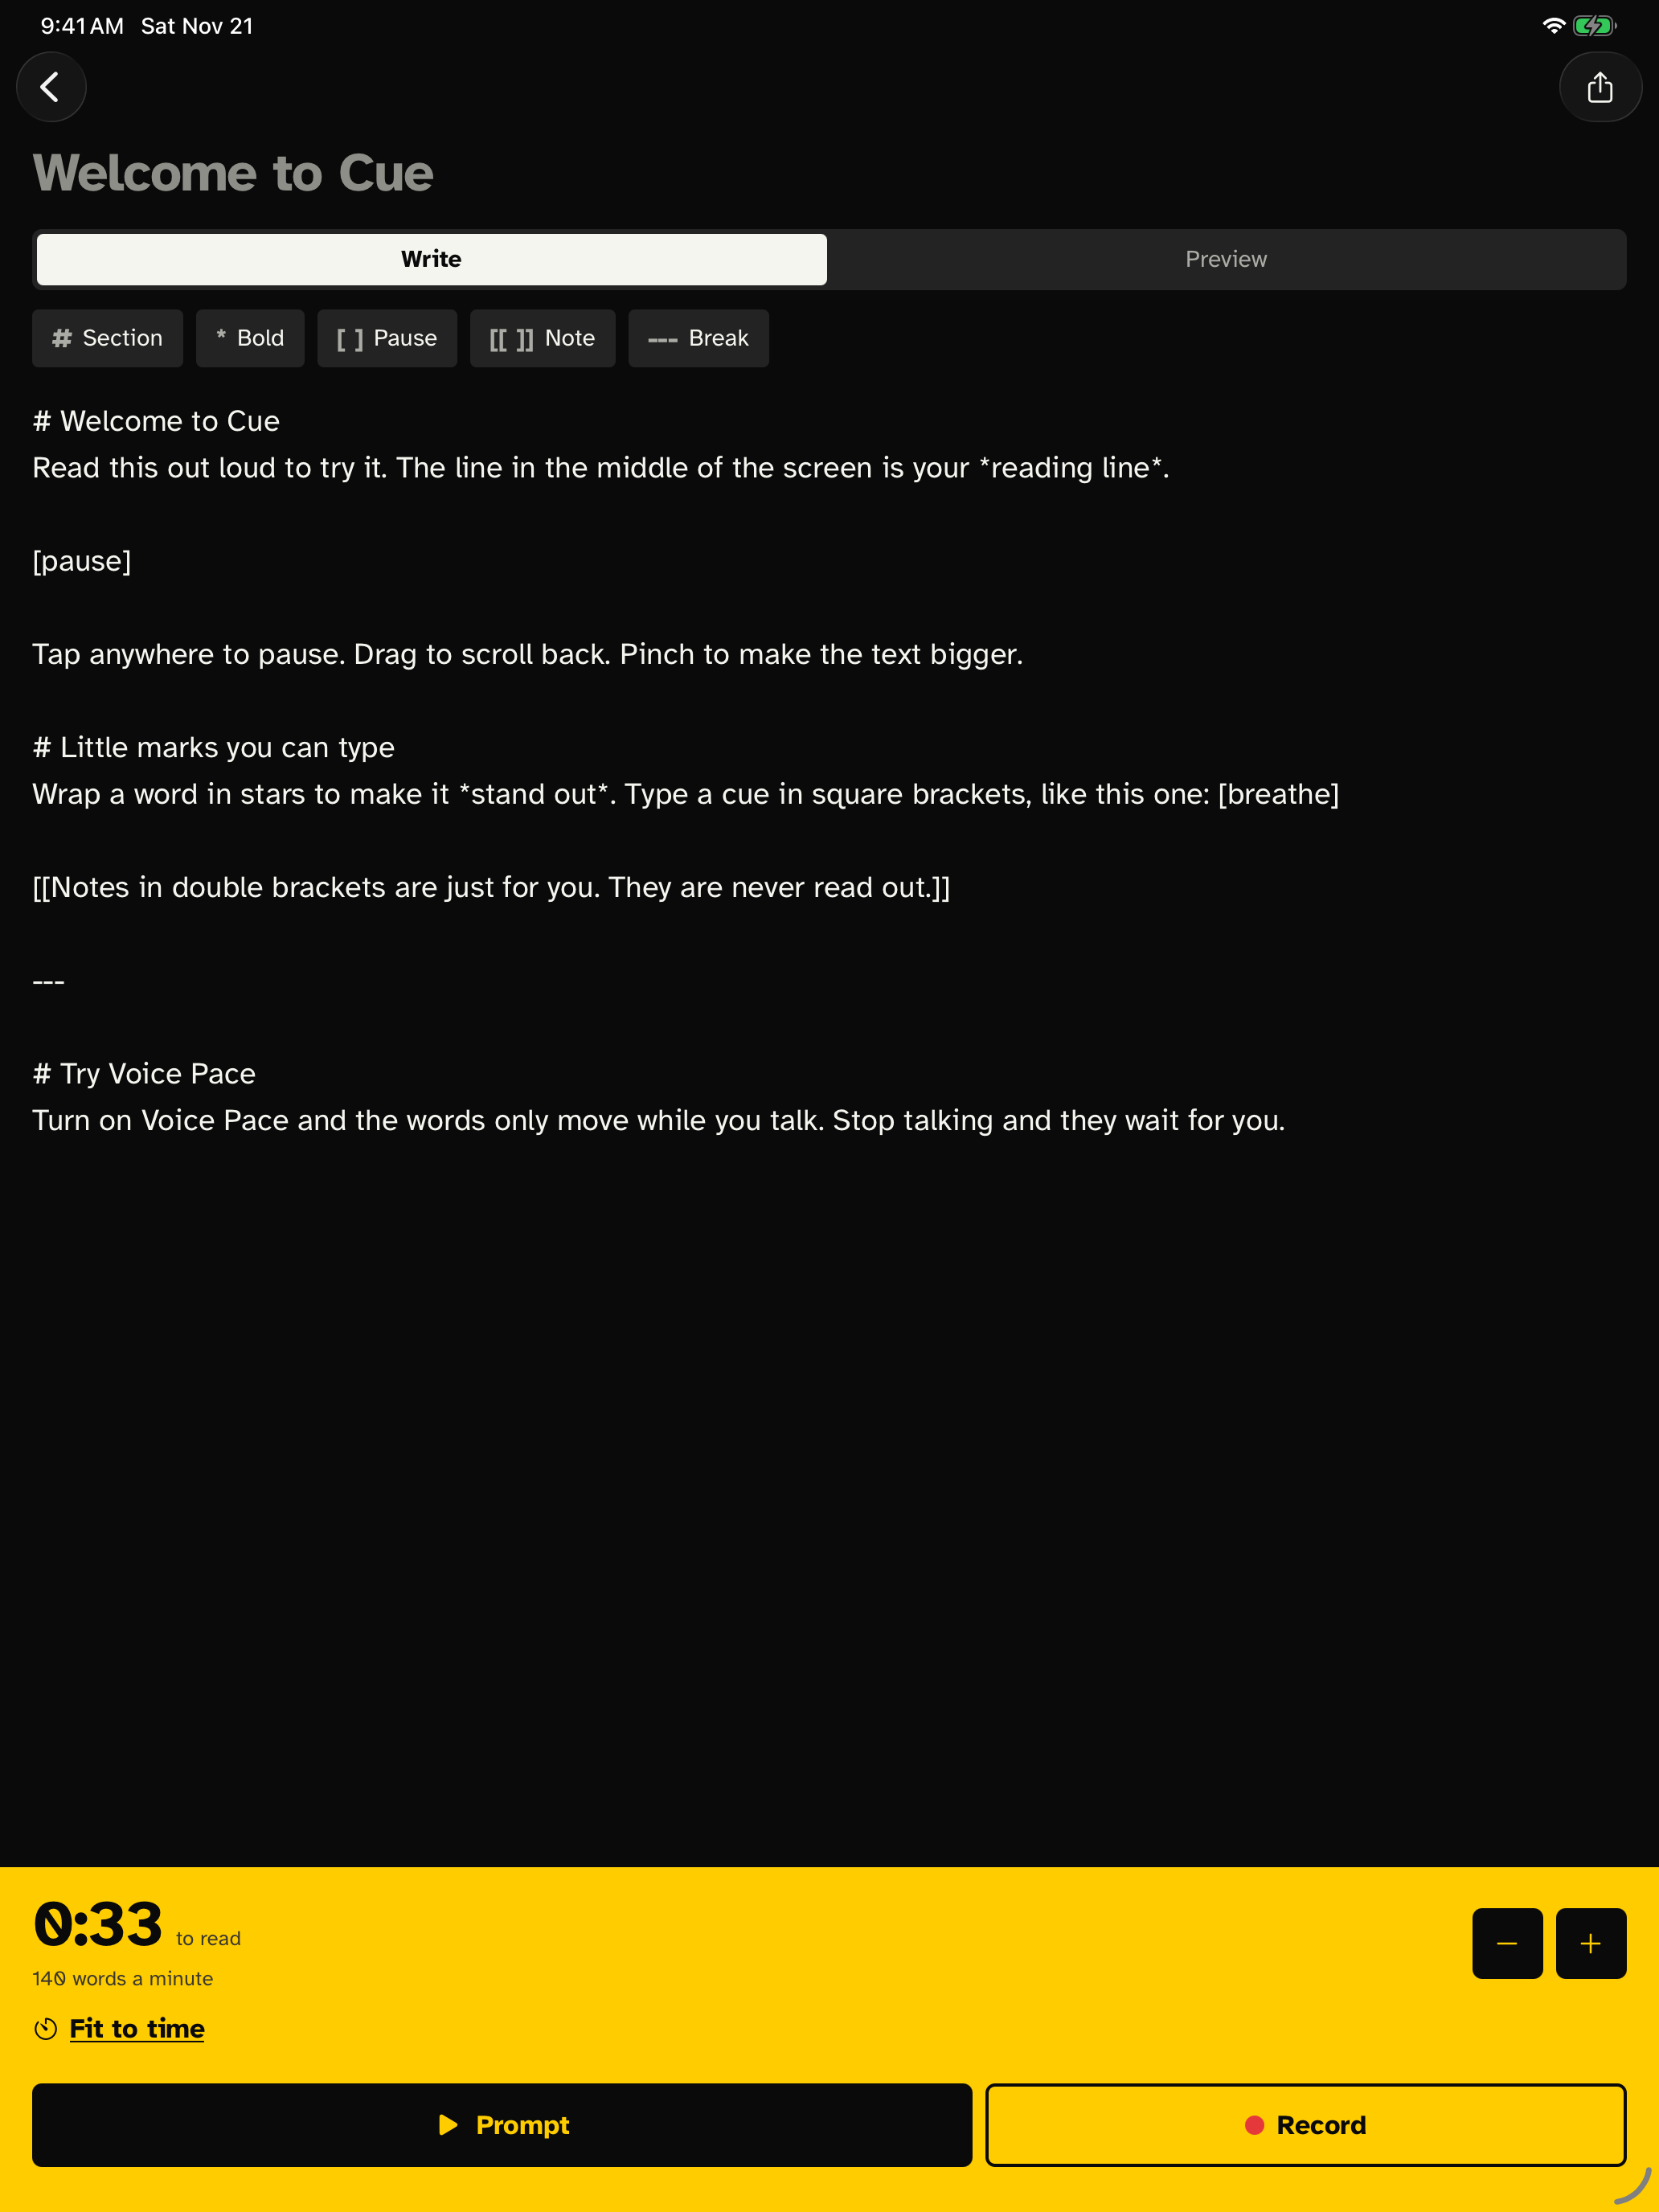 9:41 AM Sat Nov 21
Welcome to Cue
Write Preview
# Section * Bold [ ] Pause [[ ]] Note --- Break
# Welcome to Cue
Read this out loud to try it. The line in the middle of the screen is your *reading line*.
[pause]
Tap anywhere to pause. Drag to scroll back. Pinch to make the text bigger.
# Little marks you can type
Wrap a word in stars to make it *stand out*. Type a cue in square brackets, like this one: [breathe]
[[Notes in double brackets are just for you. They are never read out.]]
---
# Try Voice Pace
Turn on Voice Pace and the words only move while you talk. Stop talking and they wait for you.
0:33 to read
140 words a minute
Fit to time
Prompt Record